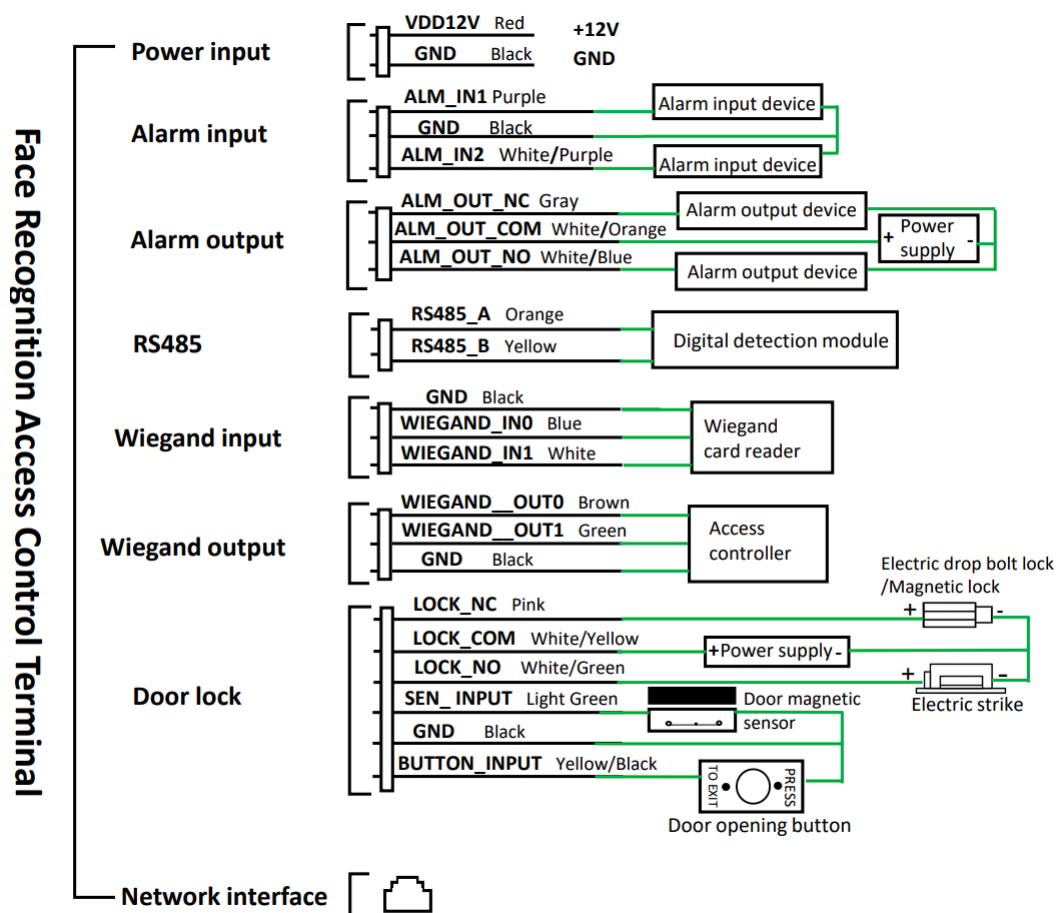 Face Recognition Access Control Terminal
Power input
VDD12V Red +12V
GND Black GND
Alarm input
ALM_IN1 Purple Alarm input device
GND Black
ALM_IN2 White/Purple Alarm input device
Alarm output
ALM_OUT_NC Gray Alarm output device
ALM_OUT_COM White/Orange + Power supply -
ALM_OUT_NO White/Blue Alarm output device
RS485
RS485_A Orange
RS485_B Yellow
Digital detection module
Wiegand input
GND Black
WIEGAND_IN0 Blue
WIEGAND_IN1 White
Wiegand
card reader
Wiegand output
WIEGAND__OUT0 Brown
WIEGAND__OUT1 Green
GND Black
Access
controller
Door lock
Electric drop bolt lock
/Magnetic lock
LOCK_NC Pink + -
LOCK_COM White/Yellow +Power supply-
LOCK_NO White/Green + -
Electric strike
SEN_ INPUT Light Green Door magnetic
sensor
GND Black
BUTTON_INPUT Yellow/Black
TO EXIT PRESS
Door opening button
Network interface